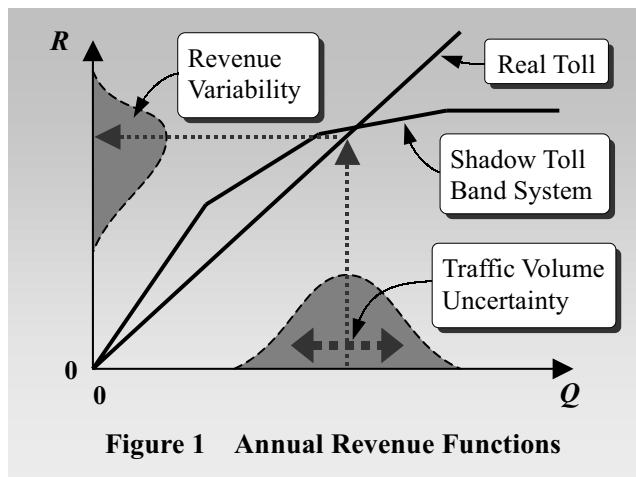 R
Revenue
Variability
Real Toll
Shadow Toll
Band System
Traffic Volume
Uncertainty
0
0
Q
Figure 1 Annual Revenue Functions